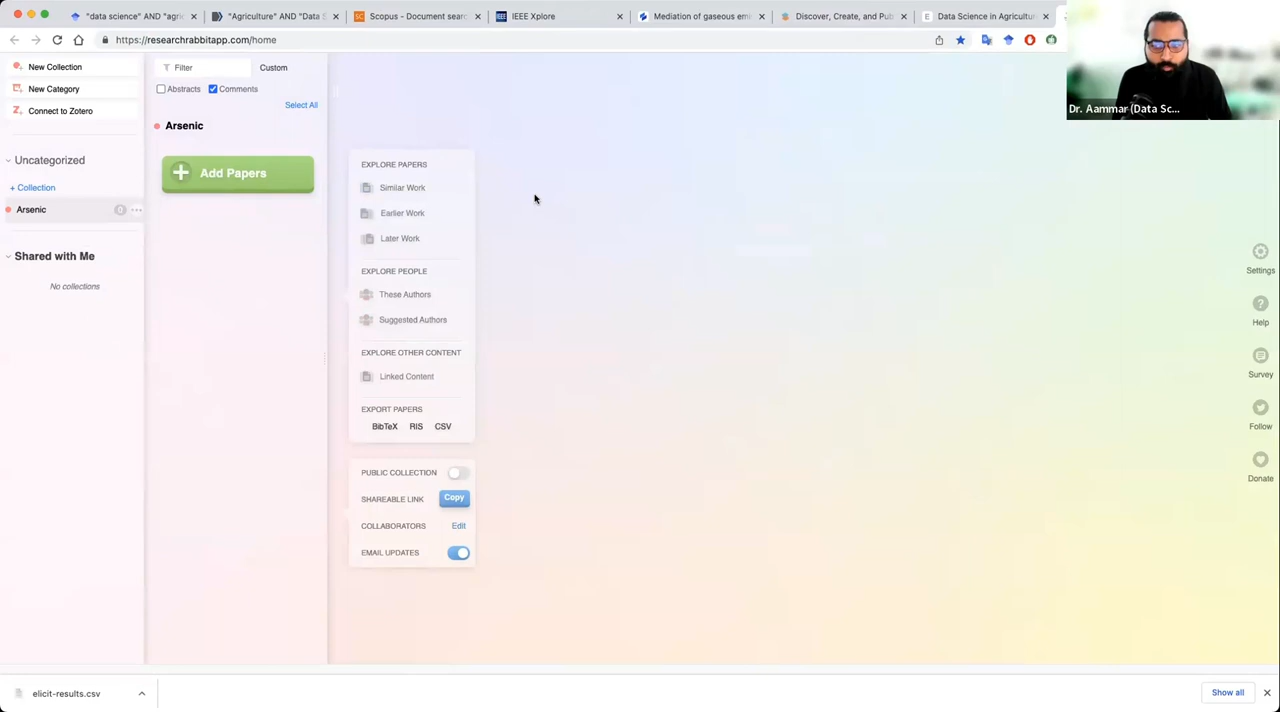 "data science" AND "agri
"Agriculture" AND "Data S
Scopus - Document sear
IEEE Xplore
Mediation of gaseous emi
Discover, Create, and Pub
Data Science in Agricultu
https://researchrabbitapp.com/home
Dr. Aammar (Data Sc...
New Collection
New Category
Connect to Zotero
Uncategorized
+ Collection
Arsenic
0
Shared with Me
No collections
Filter
Custom
Abstracts
Comments
Select All
Arsenic
Add Papers
EXPLORE PAPERS
Similar Work
Earlier Work
Later Work
EXPLORE PEOPLE
These Authors
Suggested Authors
EXPLORE OTHER CONTENT
Linked Content
EXPORT PAPERS
BibTeX RIS CSV
PUBLIC COLLECTION
SHAREABLE LINK Copy
COLLABORATORS Edit
EMAIL UPDATES
Settings
Help
Survey
Follow
Donate
elicit-results.csv
Show all